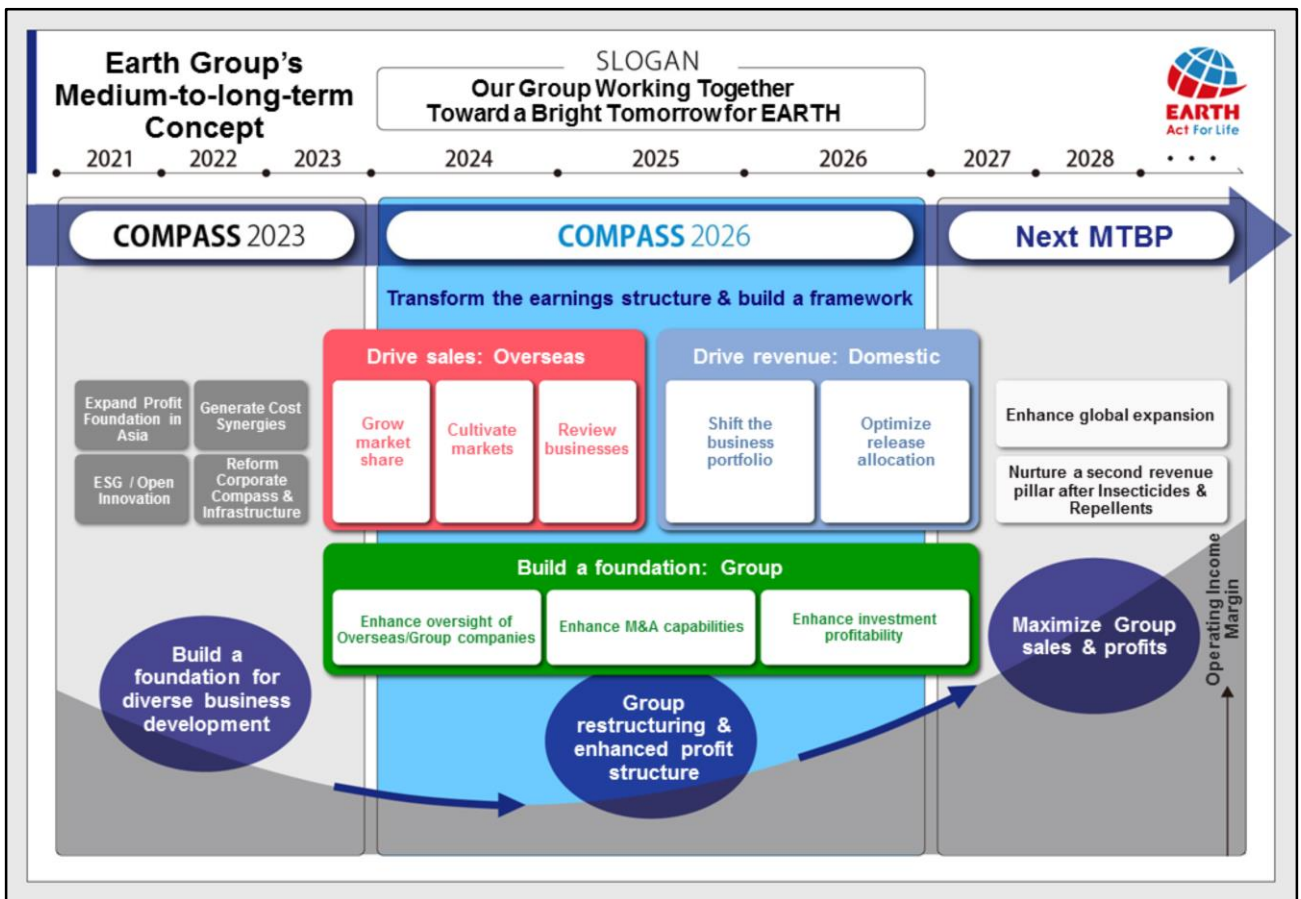 Earth Group's
Medium-to-long-term
Concept
SLOGAN
Our Group Working Together
Toward a Bright Tomorrow for EARTH
EARTH
Act For Life
2021
2022
2023
2024
2025
2026
2027
2028
• • •
COMPASS 2023
COMPASS 2026
Next MTBP
Transform the earnings structure & build a framework
Drive sales: Overseas
Grow
market
share
Cultivate
markets
Review
businesses
Drive revenue: Domestic
Shift the
business
portfolio
Optimize
release
allocation
Expand Profit
Foundation in
Asia
Generate Cost
Synergies
ESG / Open
Innovation
Reform
Corporate
Compass &
Infrastructure
Enhance global expansion
Nurture a second revenue
pillar after Insecticides &
Repellents
Build a foundation: Group
Enhance oversight of
Overseas/Group companies
Enhance M&A capabilities
Enhance investment
profitability
Build a
foundation for
diverse business
development
Group
restructuring &
enhanced profit
structure
Maximize Group
sales & profits
Operating Income
Margin